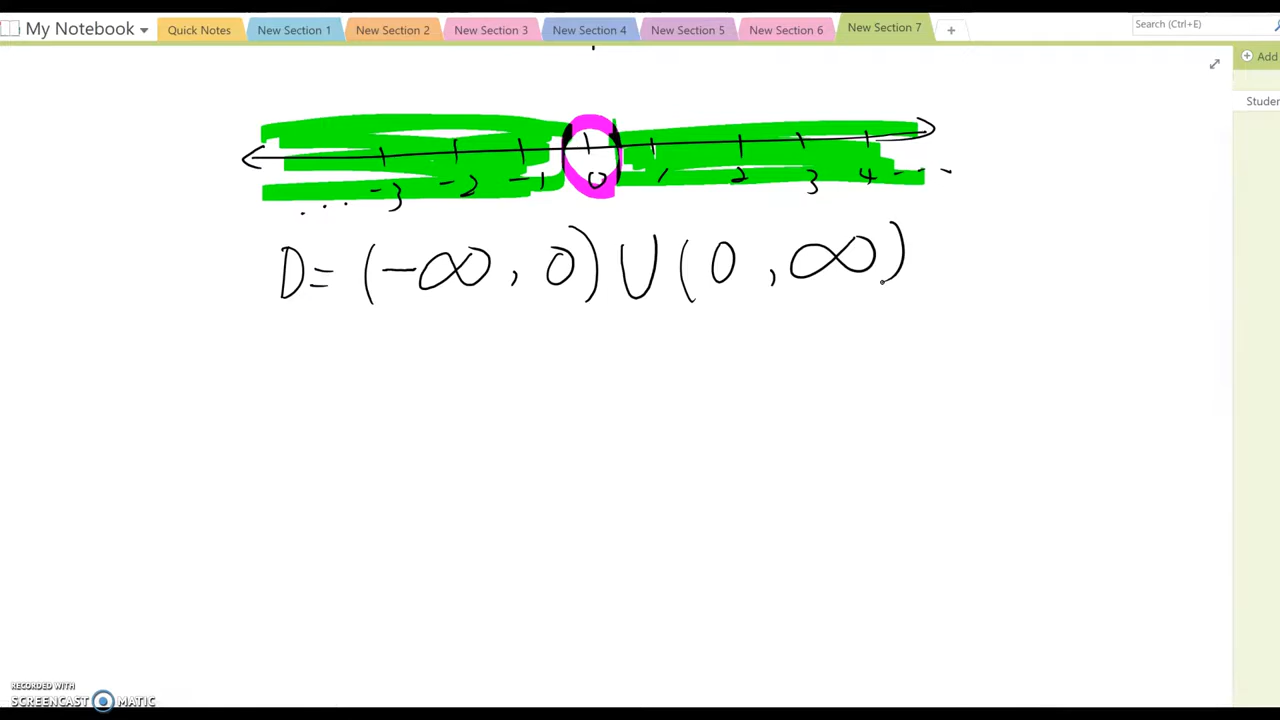 My Notebook
Quick Notes
New Section 1
New Section 2
New Section 3
New Section 4
New Section 5
New Section 6
New Section 7
+
Search (Ctrl+E)
Add
Studen
... -3 -2 -1 0 1 2 3 4 ...
D = (-∞, 0) ∪ (0, ∞)
RECORDED WITH
SCREENCAST MATIC